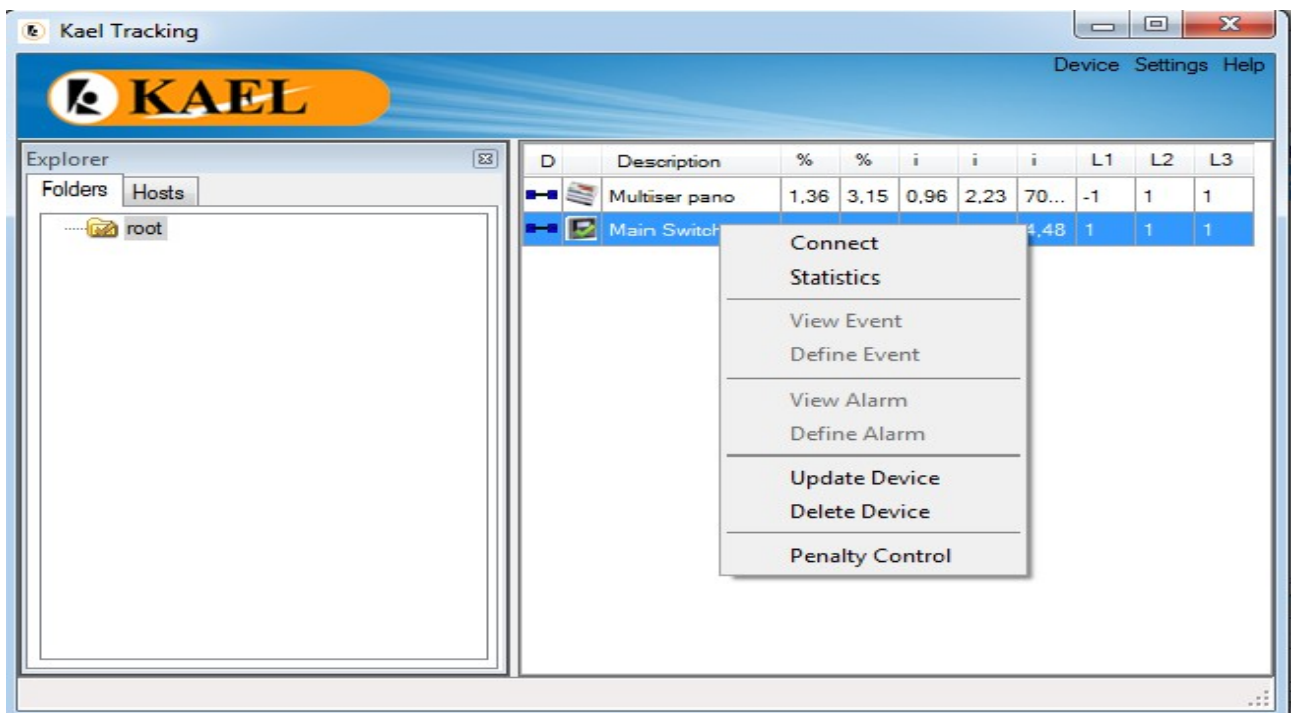 Kael Tracking
KAEL
Device Settings Help
Explorer
Folders Hosts
root
D Description % % i i i L1 L2 L3
Multiser pano 1,36 3,15 0,96 2,23 70... -1 1 1
Main Switch 4,48 1 1 1
Connect
Statistics
View Event
Define Event
View Alarm
Define Alarm
Update Device
Delete Device
Penalty Control